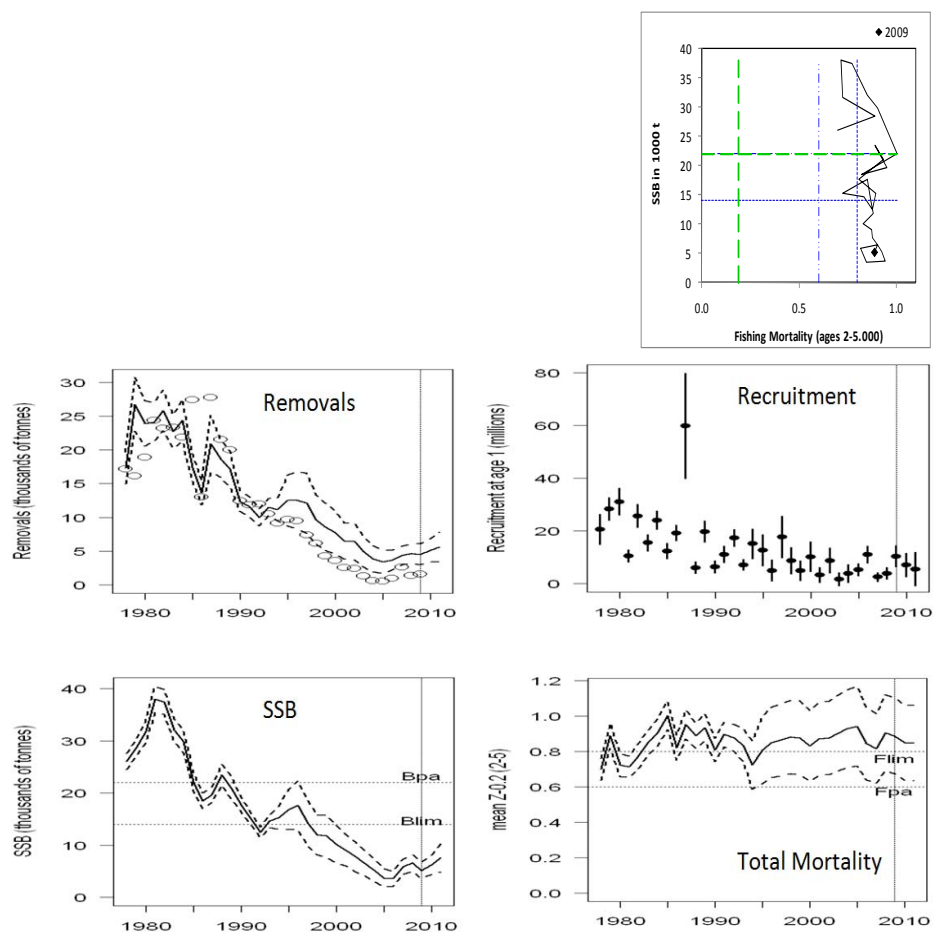 2009
40
35
30
25
20
15
10
5
0
SSB in 1000 t
0.0 0.5 1.0
Fishing Mortality (ages 2-5.000)
Removals
Removals (thousands of tonnes)
30
25
20
15
10
5
0
1980 1990 2000 2010
Recruitment
Recruitment at age 1 (millions)
80
60
40
20
0
1980 1990 2000 2010
SSB
SSB (thousands of tonnes)
40
30
20
10
0
Bpa
Blim
1980 1990 2000 2010
mean Z-0.2 (2-5)
1.2
1.0
0.8
0.6
0.4
0.2
0.0
Flim
Fpa
Total Mortality
1980 1990 2000 2010